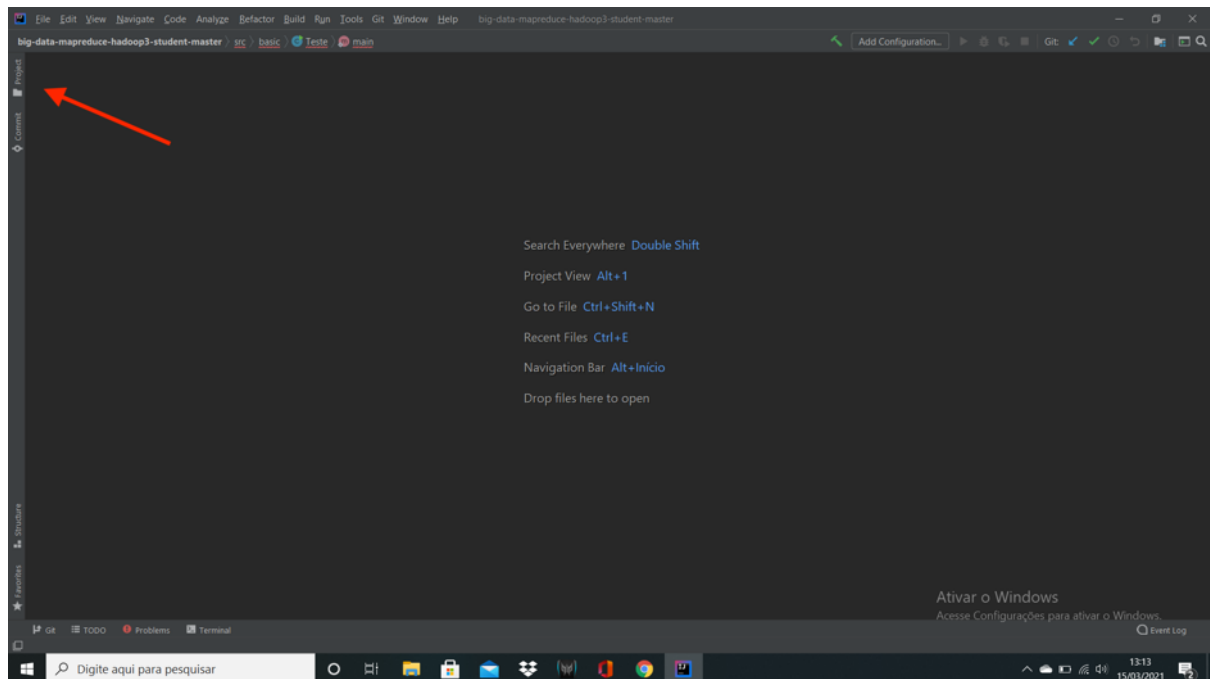 File Edit View Navigate Code Analyze Refactor Build Run Tools Git Window Help big-data-mapreduce-hadoop3-student-master
big-data-mapreduce-hadoop3-student-master src basic Teste main Add Configuration... Git:
Project
Commit
Search Everywhere Double Shift
Project View Alt+1
Go to File Ctrl+Shift+N
Recent Files Ctrl+E
Navigation Bar Alt+Início
Drop files here to open
Structure
Favorites
Ativar o Windows
Acesse Configurações para ativar o Windows.
Git TODO Problems Terminal Event Log
Digite aqui para pesquisar
13:13
15/03/2021